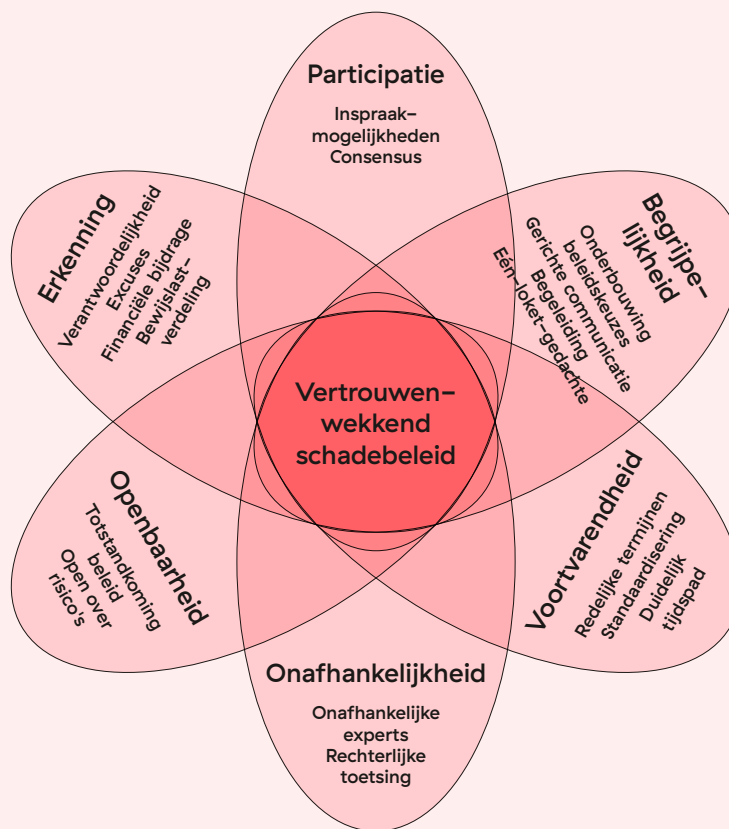 Participatie
Inspraak-
mogelijkheden
Consensus
Begrijpe-
lijkheid
Onderbouwing
beleidskeuzes
Gerichte communicatie
Begeleiding
Eén-loket-gedachte
Voortvarendheid
Redelijke termijnen
Standaardisering
Duidelijk
tijdspad
Onafhankelijkheid
Onafhankelijke
experts
Rechterlijke
toetsing
Openbaarheid
Totstandkoming
beleid
Open over
risico's
Erkenning
Verantwoordelijkheid
Excuses
Financiële bijdrage
Bewijslast-
verdeling
Vertrouwen-
wekkend
schadebeleid